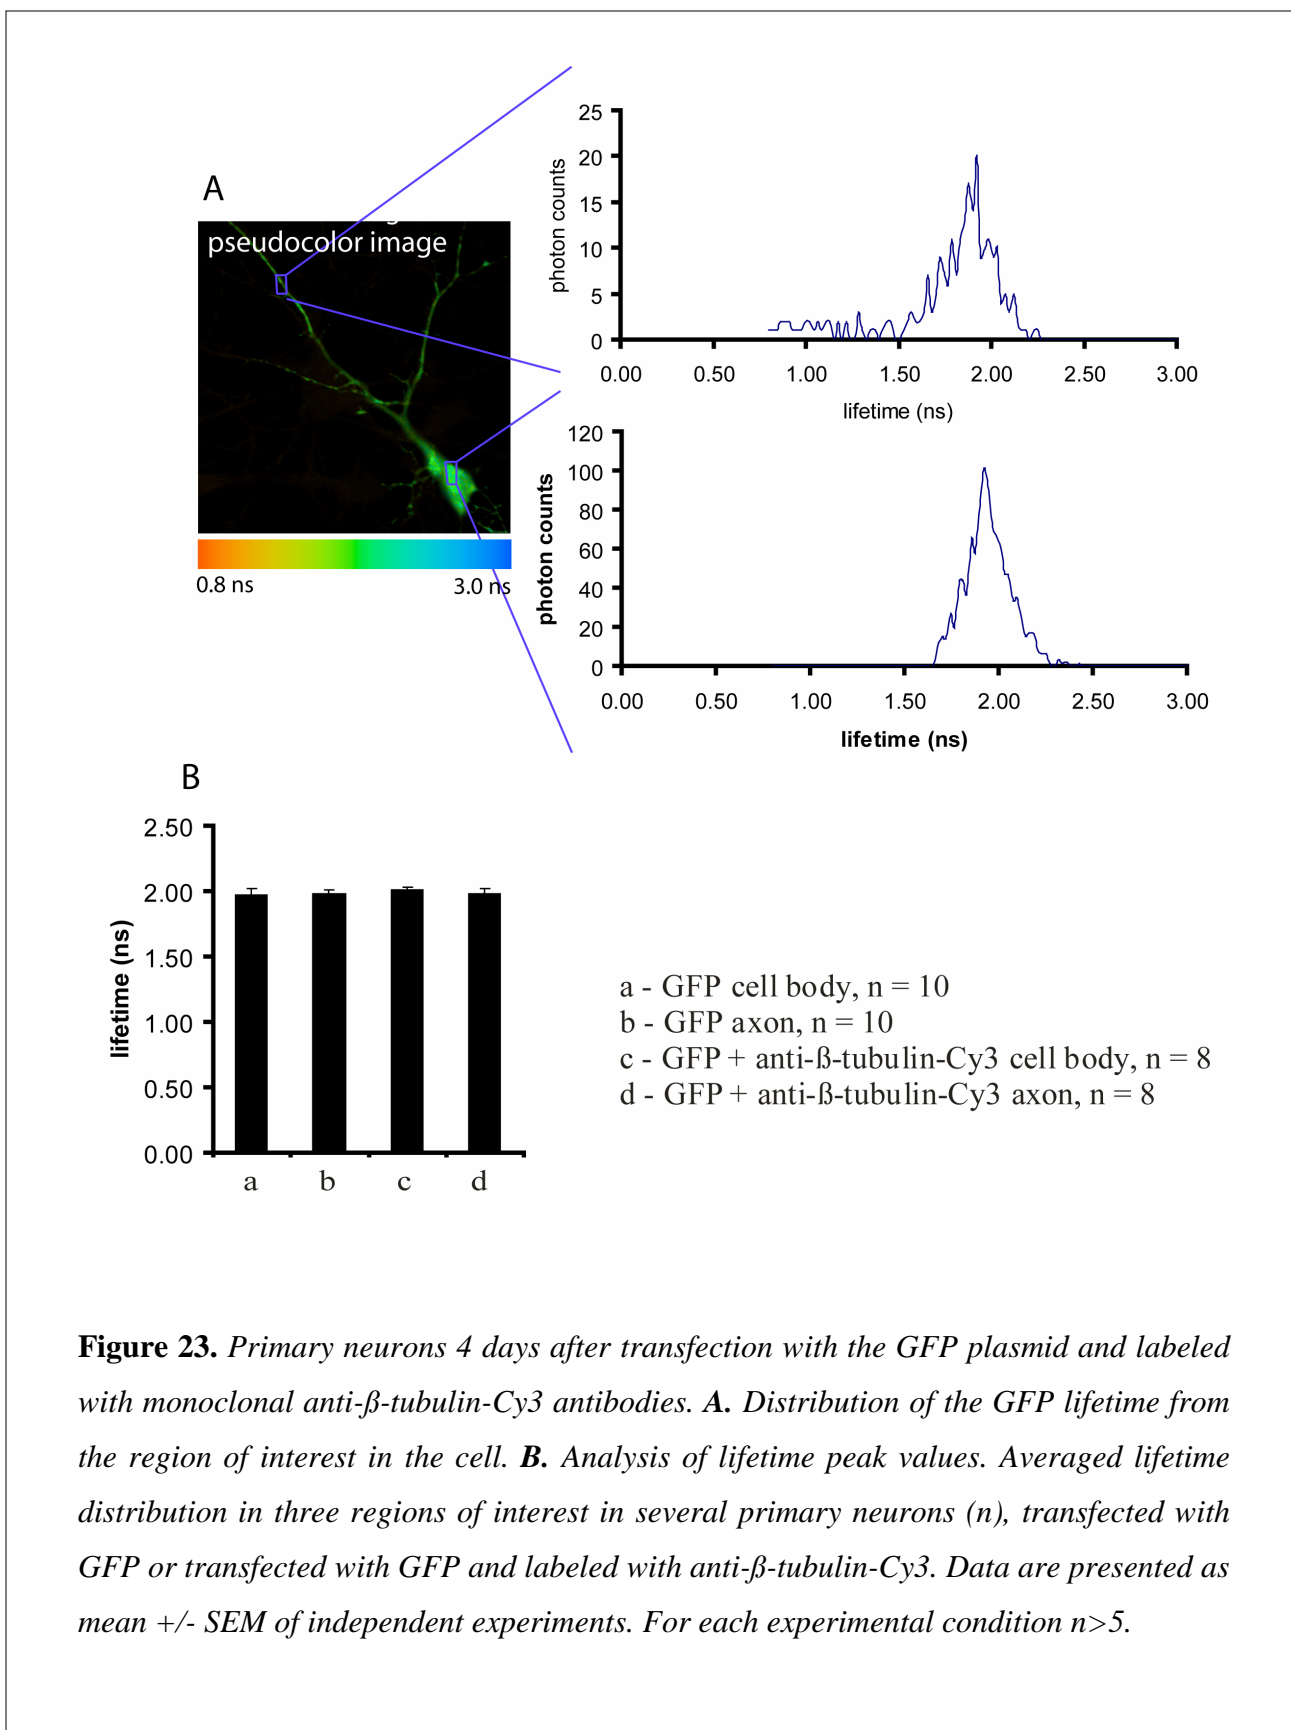 A
pseudocolor image
0.8 ns
3.0 ns
25
20
15
10
5
0
photon counts
0.00 0.50 1.00 1.50 2.00 2.50 3.00
lifetime (ns)
120
100
80
60
40
20
0
photon counts
0.00 0.50 1.00 1.50 2.00 2.50 3.00
lifetime (ns)
B
2.50
2.00
1.50
1.00
0.50
0.00
lifetime (ns)
a b c d
a - GFP cell body, n = 10
b - GFP axon, n = 10
c - GFP + anti-ß-tubulin-Cy3 cell body, n = 8
d - GFP + anti-ß-tubulin-Cy3 axon, n = 8
Figure 23. Primary neurons 4 days after transfection with the GFP plasmid and labeled
with monoclonal anti-ß-tubulin-Cy3 antibodies. A. Distribution of the GFP lifetime from
the region of interest in the cell. B. Analysis of lifetime peak values. Averaged lifetime
distribution in three regions of interest in several primary neurons (n), transfected with
GFP or transfected with GFP and labeled with anti-ß-tubulin-Cy3. Data are presented as
mean +/- SEM of independent experiments. For each experimental condition n>5.